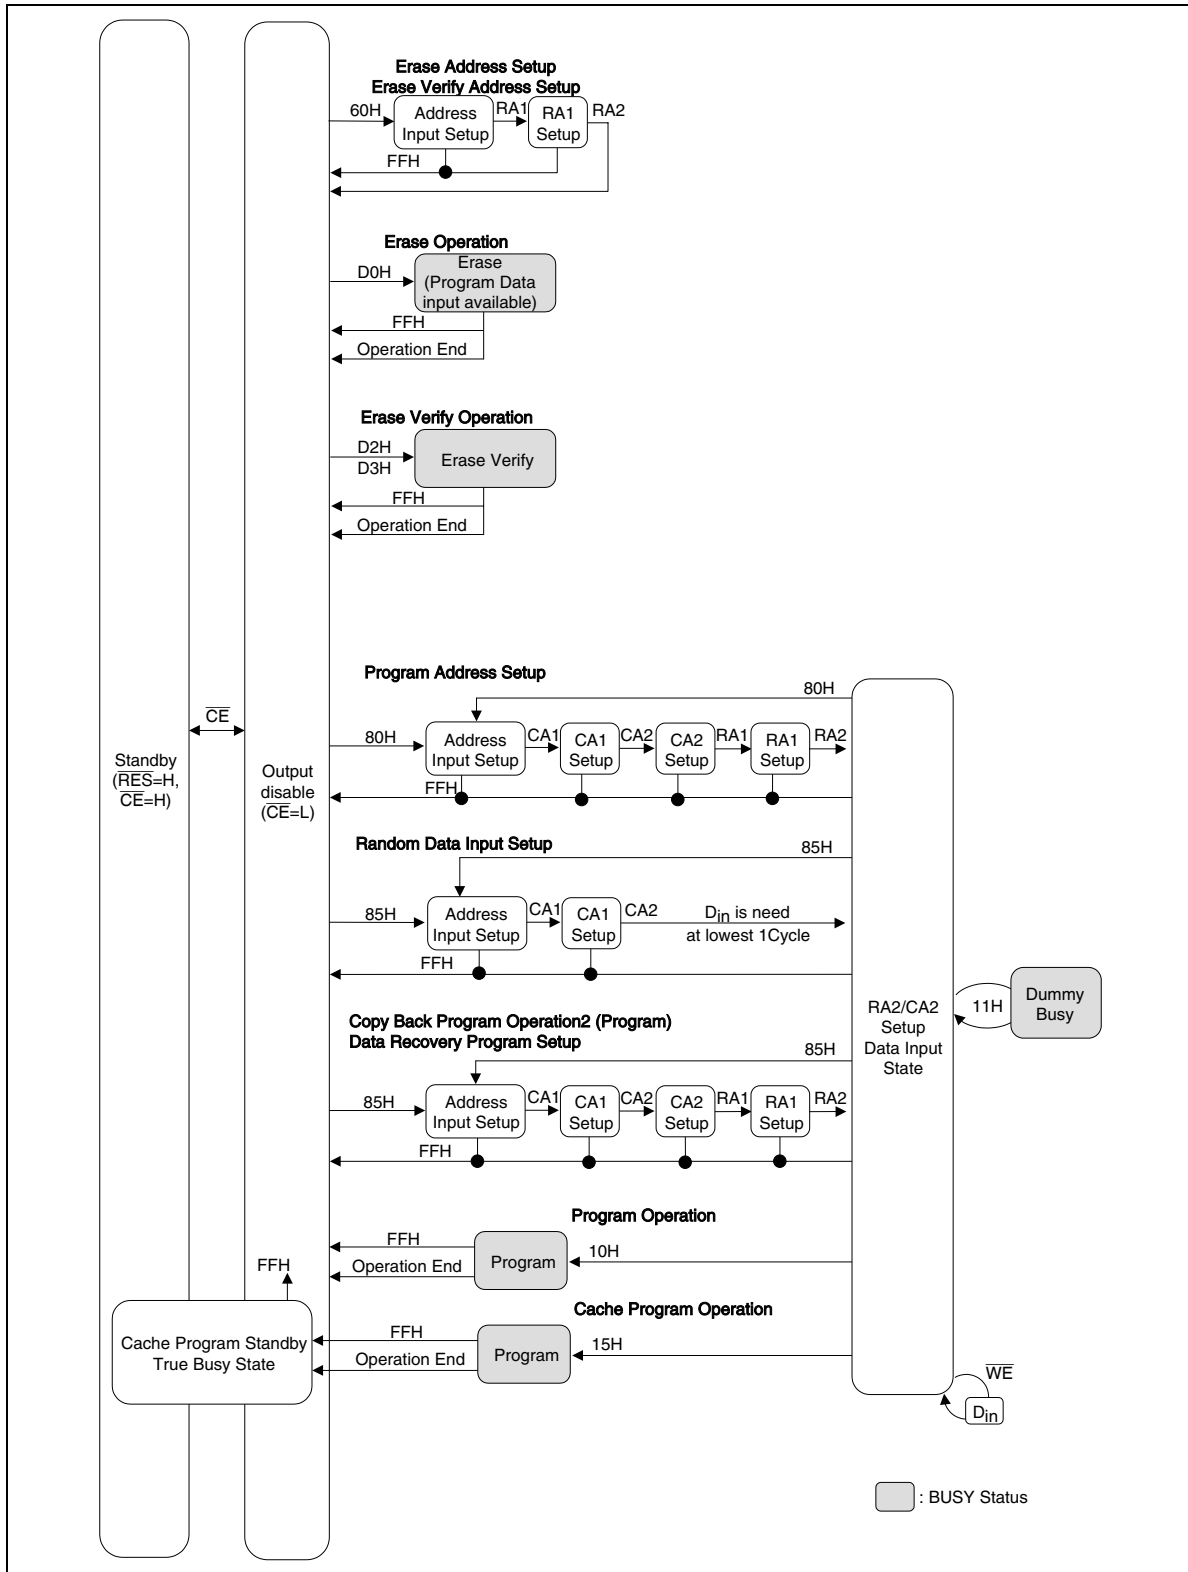 Erase Address Setup
Erase Verify Address Setup
60H
Address
Input Setup
RA1
RA1
Setup
RA2
FFH
Erase Operation
D0H
Erase
(Program Data
input available)
FFH
Operation End
Erase Verify Operation
D2H
D3H
Erase Verify
FFH
Operation End
Program Address Setup
80H
80H
Address
Input Setup
CA1
CA1
Setup
CA2
CA2
Setup
RA1
RA1
Setup
RA2
FFH
CE
Standby
(RES=H,
CE=H)
Output
disable
(CE=L)
Random Data Input Setup
85H
85H
Address
Input Setup
CA1
CA1
Setup
CA2
Din is need
at lowest 1Cycle
FFH
RA2/CA2
Setup
Data Input
State
11H
Dummy
Busy
Copy Back Program Operation2 (Program)
Data Recovery Program Setup
85H
85H
Address
Input Setup
CA1
CA1
Setup
CA2
CA2
Setup
RA1
RA1
Setup
RA2
FFH
Program Operation
FFH
Operation End
Program
10H
FFH
Cache Program Operation
Cache Program Standby
True Busy State
FFH
Operation End
Program
15H
WE
Din
: BUSY Status